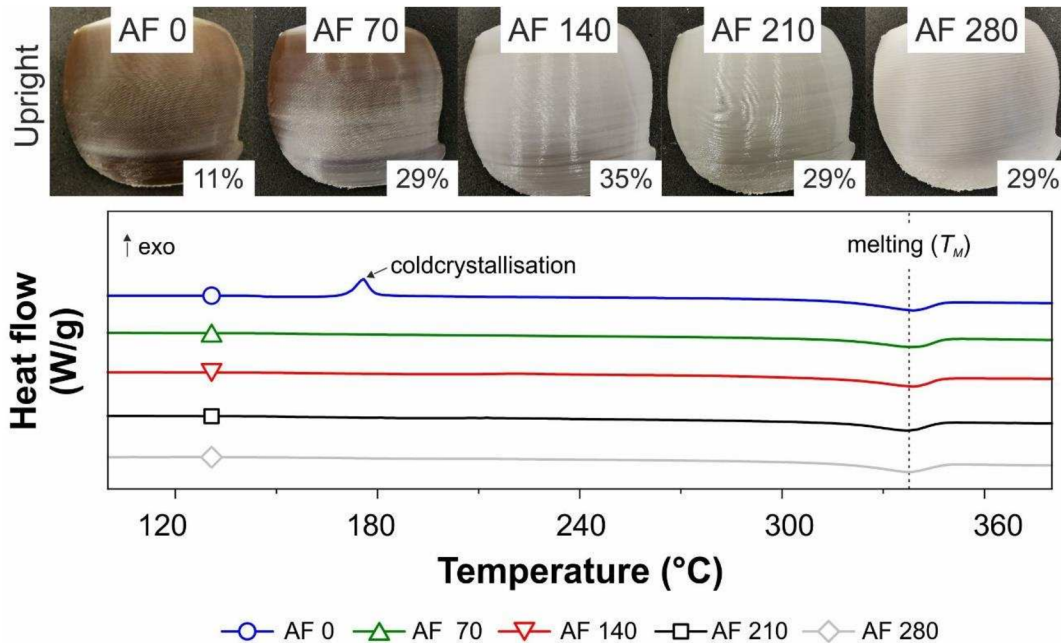 AF 0 AF 70 AF 140 AF 210 AF 280
Upright
11% 29% 35% 29% 29%
↑ exo
coldcrystallisation
melting (T_M)
Heat flow
(W/g)
120 180 240 300 360
Temperature (°C)
AF 0 AF 70 AF 140 AF 210 AF 280